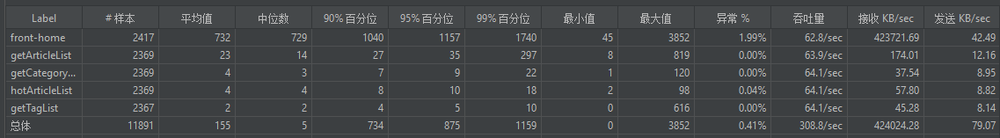 Label # 样本 平均值 中位数 90% 百分位 95% 百分位 99% 百分位 最小值 最大值 异常 % 吞吐量 接收 KB/sec 发送 KB/sec
front-home 2417 732 729 1040 1157 1740 45 3852 1.99% 62.8/sec 423721.69 42.49
getArticleList 2369 23 14 27 35 297 8 819 0.00% 63.9/sec 174.01 12.16
getCategory... 2369 4 3 7 9 22 1 120 0.00% 64.1/sec 37.54 8.95
hotArticleList 2369 4 4 8 10 18 2 98 0.04% 64.1/sec 57.80 8.82
getTagList 2367 2 2 4 5 10 0 616 0.00% 64.1/sec 45.28 8.14
总体 11891 155 5 734 875 1159 0 3852 0.41% 308.8/sec 424024.28 79.07